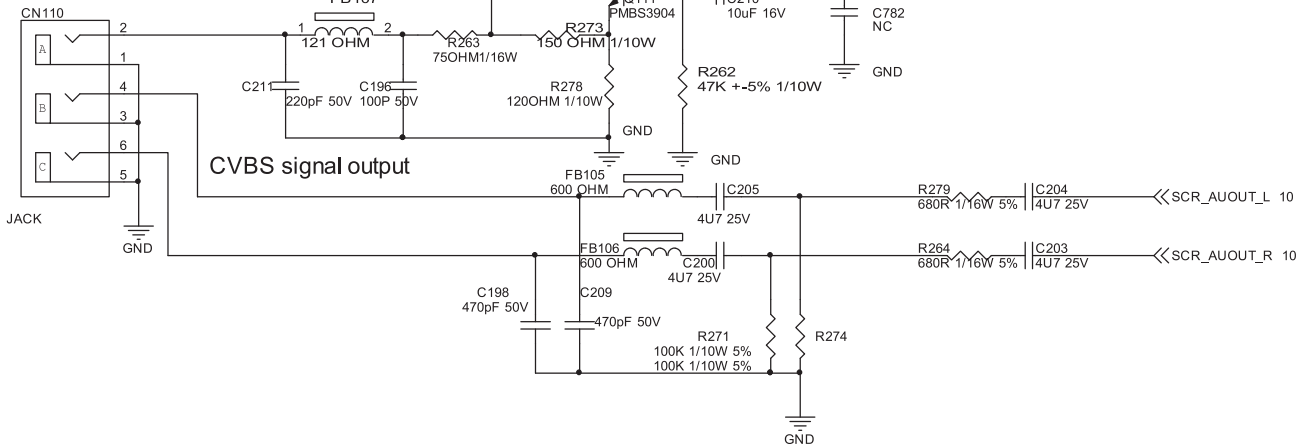 CN110
FB107
Q111
PMBS3904
C210
10uF 16V
C782
NC
GND
A
B
C
2
1
4
3
6
5
JACK
GND
1
2
121 OHM
R263
75OHM1/16W
R273
150 OHM 1/10W
C211
220pF 50V
C196
100P 50V
R278
120OHM 1/10W
R262
47K +-5% 1/10W
GND
GND
CVBS signal output
FB105
600 OHM
C205
4U7 25V
R279
680R 1/16W 5%
C204
4U7 25V
SCR_AUOUT_L 10
FB106
600 OHM
C200
4U7 25V
R264
680R 1/16W 5%
C203
4U7 25V
SCR_AUOUT_R 10
C198
470pF 50V
C209
470pF 50V
R271
100K 1/10W 5%
100K 1/10W 5%
R274
GND